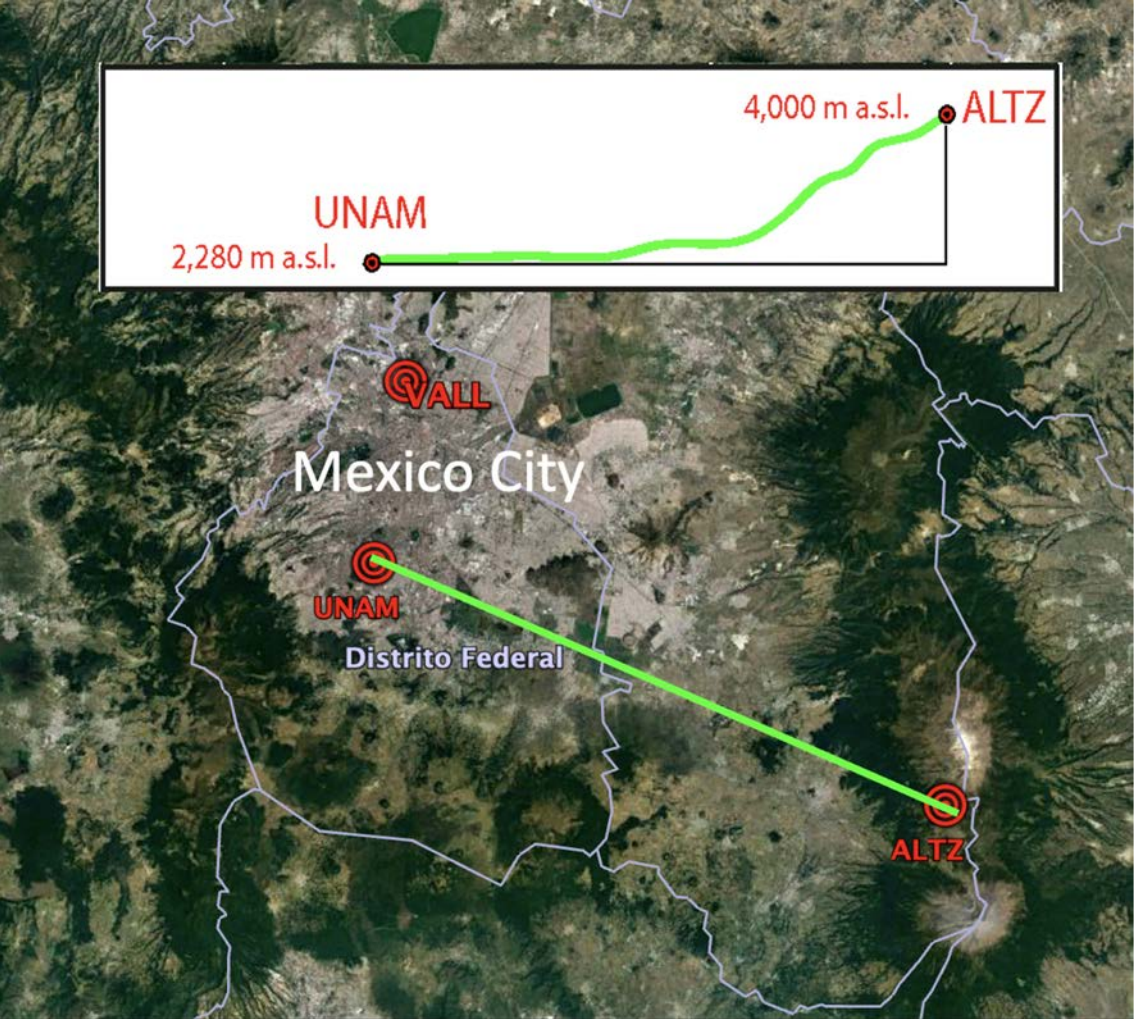 4,000 m a.s.l. ALTZ
UNAM
2,280 m a.s.l.
VALL
Mexico City
UNAM
Distrito Federal
ALTZ